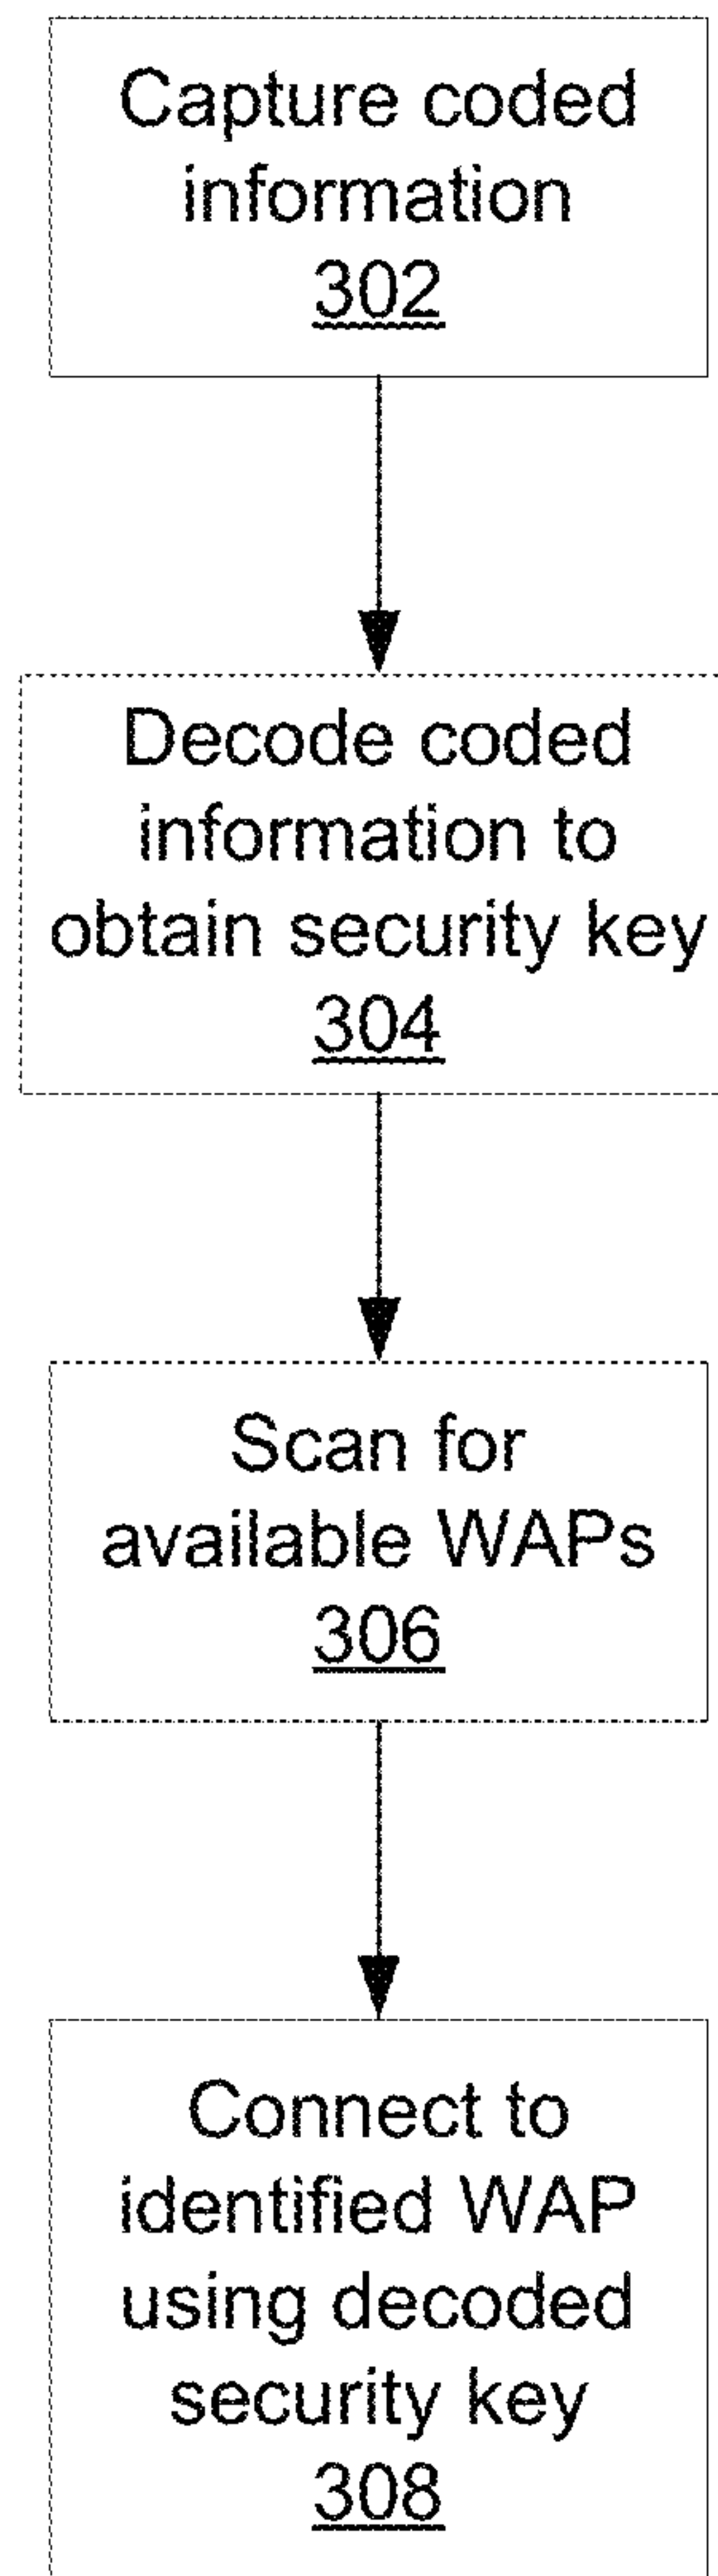 Capture coded
information
302
Decode coded
information to
obtain security key
304
Scan for
available WAPs
306
Connect to
identified WAP
using decoded
security key
308